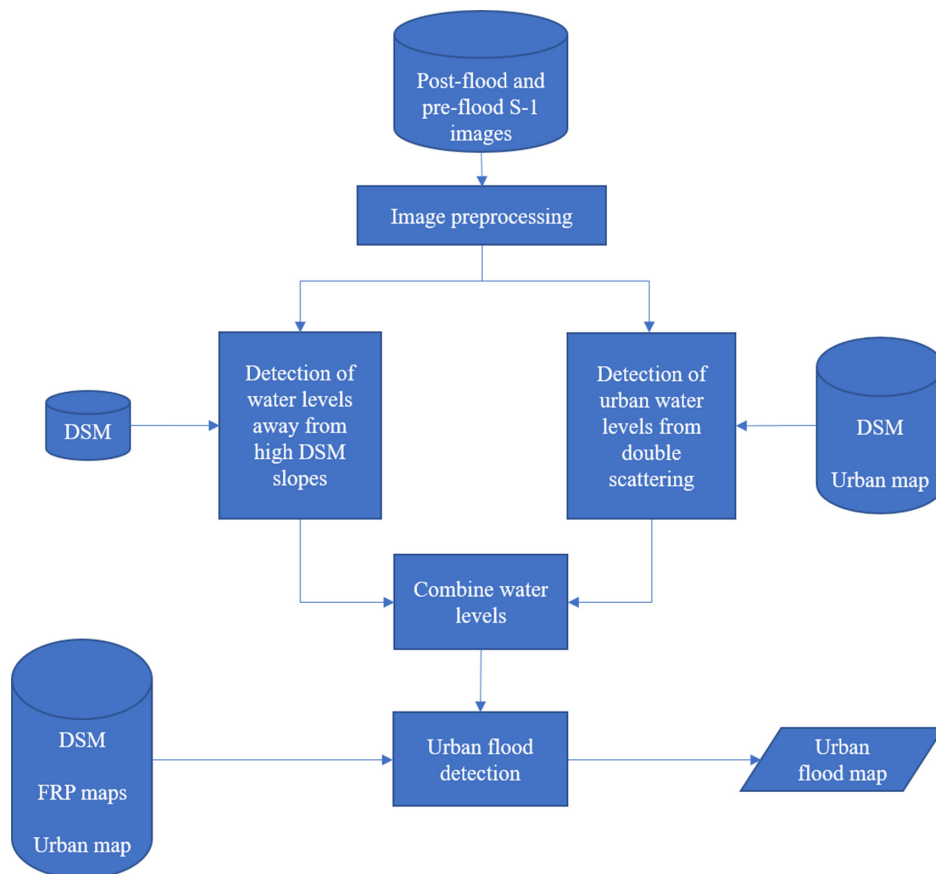 Post-flood and
pre-flood S-1
images
Image preprocessing
Detection of
water levels
away from
high DSM
slopes
Detection of
urban water
levels from
double
scattering
DSM
DSM
Urban map
Combine water
levels
DSM
FRP maps
Urban map
Urban flood
detection
Urban
flood map